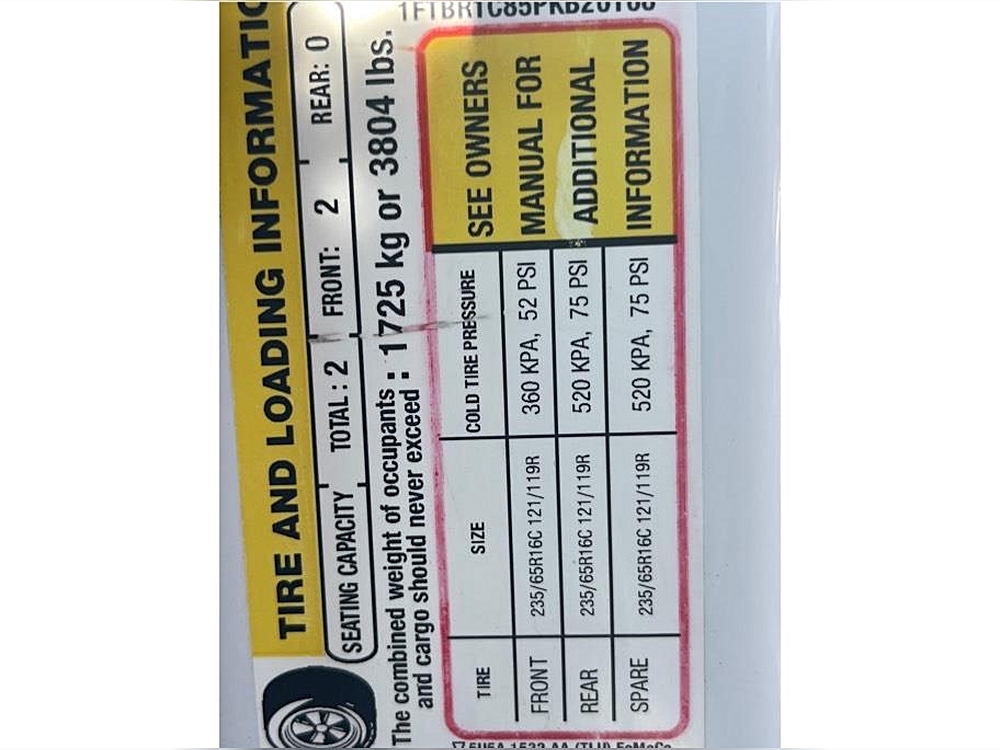 TIRE AND LOADING INFORMATIO
SEATING CAPACITY TOTAL : 2 FRONT: 2 REAR: 0
The combined weight of occupants : 1725 kg or 3804 lbs.
and cargo should never exceed :
TIRE SIZE COLD TIRE PRESSURE SEE OWNERS
FRONT 235/65R16C 121/119R 360 KPA, 52 PSI MANUAL FOR
REAR 235/65R16C 121/119R 520 KPA, 75 PSI ADDITIONAL
SPARE 235/65R16C 121/119R 520 KPA, 75 PSI INFORMATION